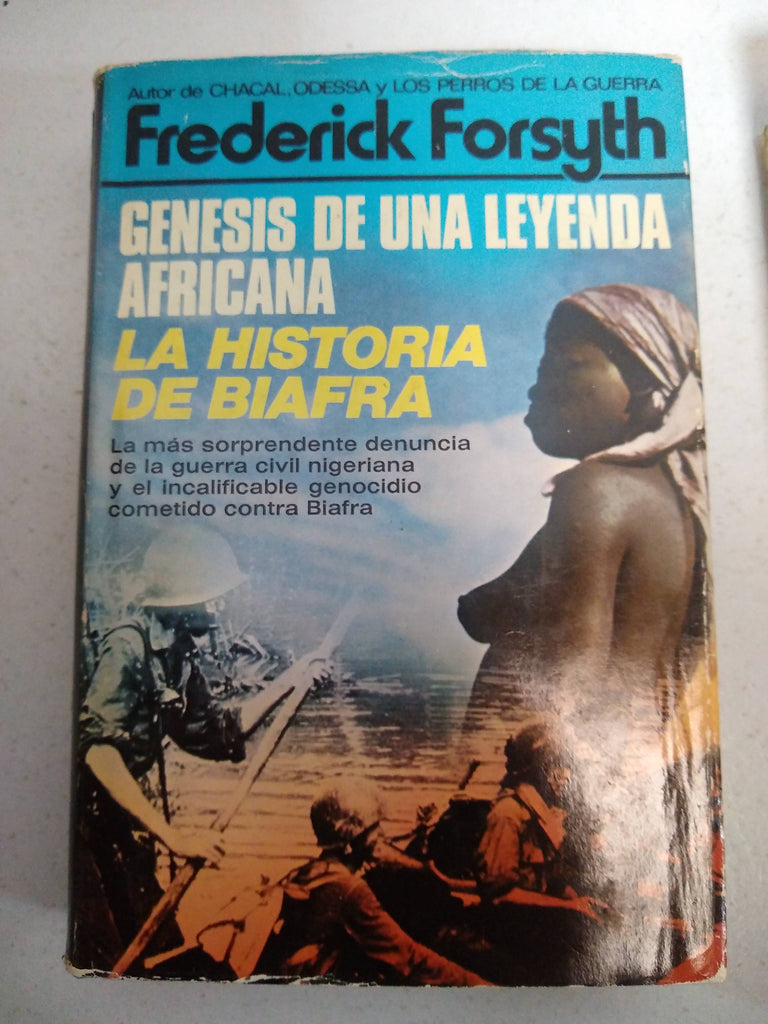 Autor de CHACAL, ODESSA y LOS PERROS DE LA GUERRA
Frederick Forsyth
GENESIS DE UNA LEYENDA
AFRICANA
LA HISTORIA
DE BIAFRA
La más sorprendente denuncia
de la guerra civil nigeriana
y el incalificable genocidio
cometido contra Biafra